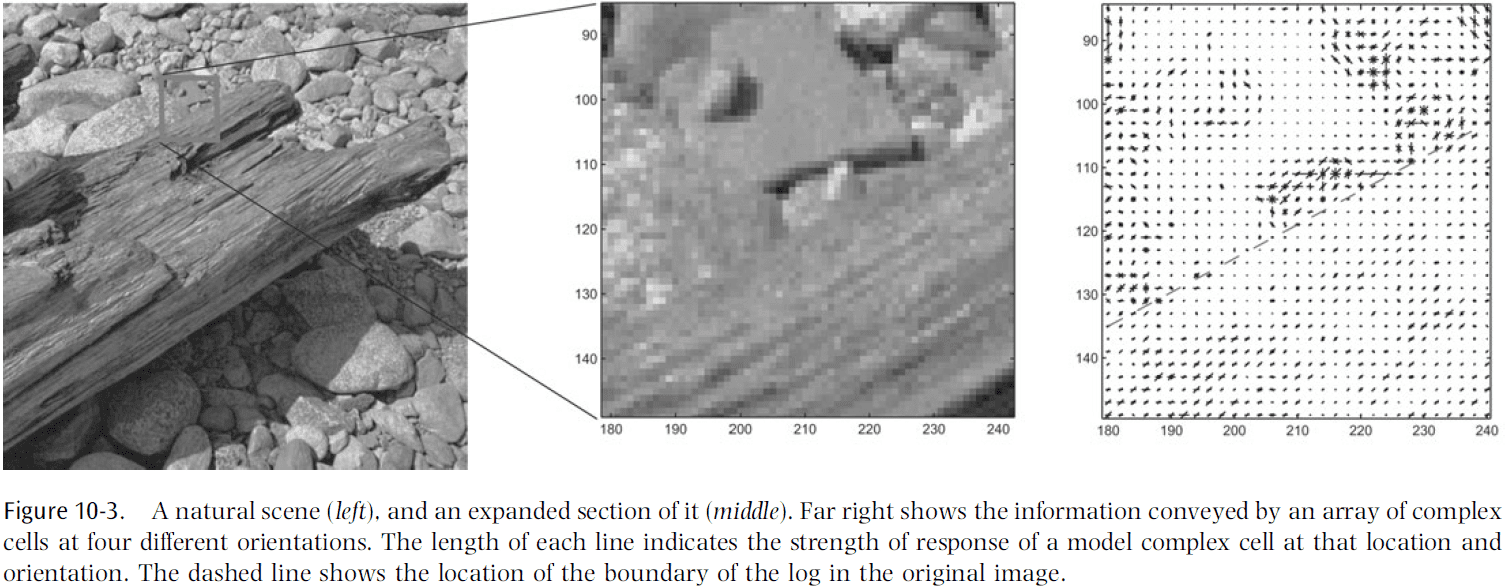 90
100
110
120
130
140
180 190 200 210 220 230 240
90
100
110
120
130
140
180 190 200 210 220 230 240
Figure 10-3. A natural scene (left), and an expanded section of it (middle). Far right shows the information conveyed by an array of complex
cells at four different orientations. The length of each line indicates the strength of response of a model complex cell at that location and
orientation. The dashed line shows the location of the boundary of the log in the original image.